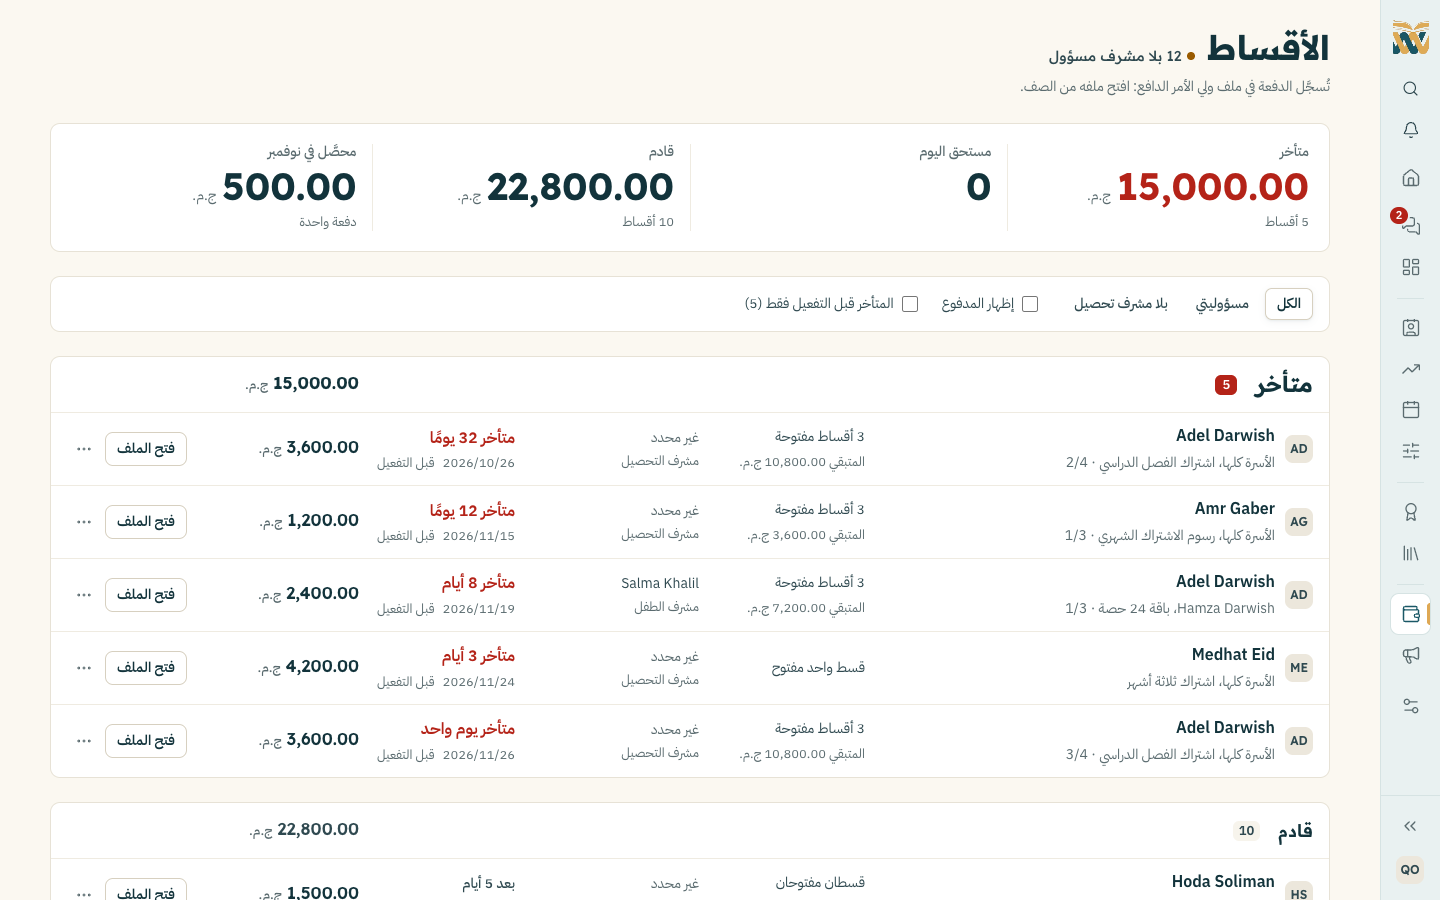 الأقساط
12 بلا مشرف مسؤول
تُسجَّل الدفعة في ملف ولي الأمر الدافع: افتح ملفه من الصف.
متأخر
15,000.00 ج.م.
5 أقساط
مستحق اليوم
0
قادم
22,800.00 ج.م.
10 أقساط
محصَّل في نوفمبر
500.00 ج.م.
دفعة واحدة
الكل
مسؤوليتي
بلا مشرف تحصيل
إظهار المدفوع
المتأخر قبل التفعيل فقط (5)
متأخر
5
15,000.00 ج.م.
AD
Adel Darwish
الأسرة كلها، اشتراك الفصل الدراسي · 2/4
3 أقساط مفتوحة
المتبقي 10,800.00 ج.م.
غير محدد
مشرف التحصيل
متأخر 32 يومًا
2026/10/26 قبل التفعيل
3,600.00 ج.م.
فتح الملف
AG
Amr Gaber
الأسرة كلها، رسوم الاشتراك الشهري · 1/3
3 أقساط مفتوحة
المتبقي 3,600.00 ج.م.
غير محدد
مشرف التحصيل
متأخر 12 يومًا
2026/11/15 قبل التفعيل
1,200.00 ج.م.
فتح الملف
AD
Adel Darwish
Hamza Darwish، باقة 24 حصة · 1/3
3 أقساط مفتوحة
المتبقي 7,200.00 ج.م.
Salma Khalil
مشرف الطفل
متأخر 8 أيام
2026/11/19 قبل التفعيل
2,400.00 ج.م.
فتح الملف
ME
Medhat Eid
الأسرة كلها، اشتراك ثلاثة أشهر
قسط واحد مفتوح
غير محدد
مشرف التحصيل
متأخر 3 أيام
2026/11/24 قبل التفعيل
4,200.00 ج.م.
فتح الملف
AD
Adel Darwish
الأسرة كلها، اشتراك الفصل الدراسي · 3/4
3 أقساط مفتوحة
المتبقي 10,800.00 ج.م.
غير محدد
مشرف التحصيل
متأخر يوم واحد
2026/11/26 قبل التفعيل
3,600.00 ج.م.
فتح الملف
قادم
10
22,800.00 ج.م.
HS
Hoda Soliman
قسطان مفتوحان
غير محدد
بعد 5 أيام
1,500.00 ج.م.
فتح الملف
2
QO